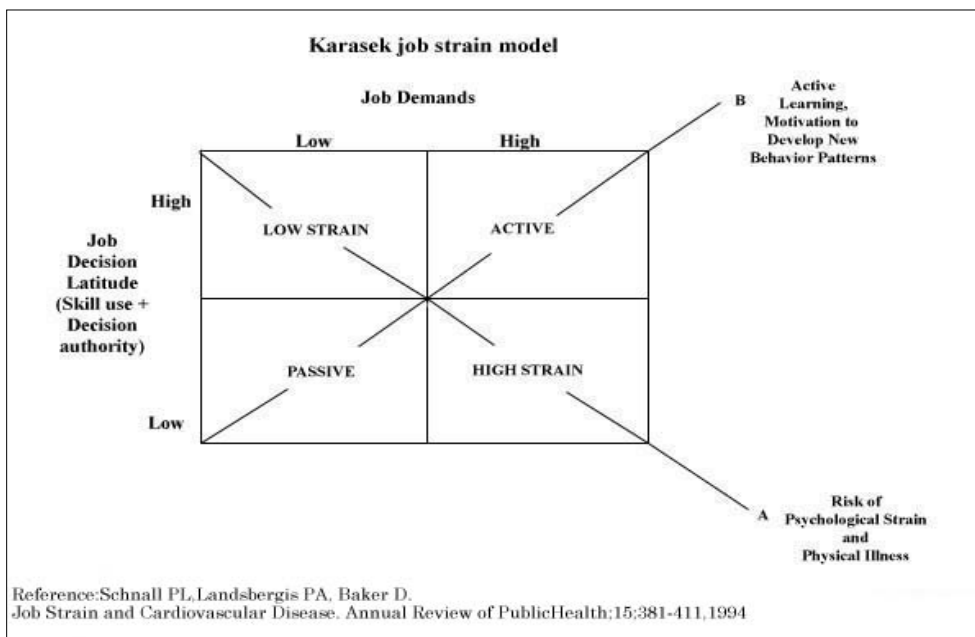 Karasek job strain model
Job Demands
Low
High
B
Active
Learning,
Motivation to
Develop New
Behavior Patterns
High
LOW STRAIN
ACTIVE
Job
Decision
Latitude
(Skill use +
Decision
authority)
PASSIVE
HIGH STRAIN
Low
A
Risk of
Psychological Strain
and
Physical Illness
Reference:Schnall PL,Landsbergis PA, Baker D.
Job Strain and Cardiovascular Disease. Annual Review of PublicHealth;15;381-411,1994